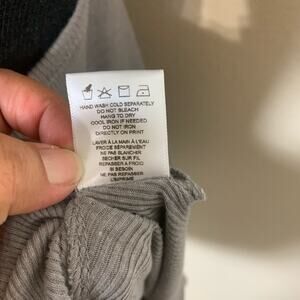 HAND WASH COLD SEPARATELY
DO NOT BLEACH
HANG TO DRY
COOL IRON IF NEEDED
DO NOT IRON
DIRECTLY ON PRINT
LAVER À LA MAIN À L'EAU
FROIDE SÉPARÉMENT
NE PAS BLANCHIR
SECHER SUR FIL
REPASSER A FROID
SI BESOIN
NE PAS REPASSER
L'IMPRIME